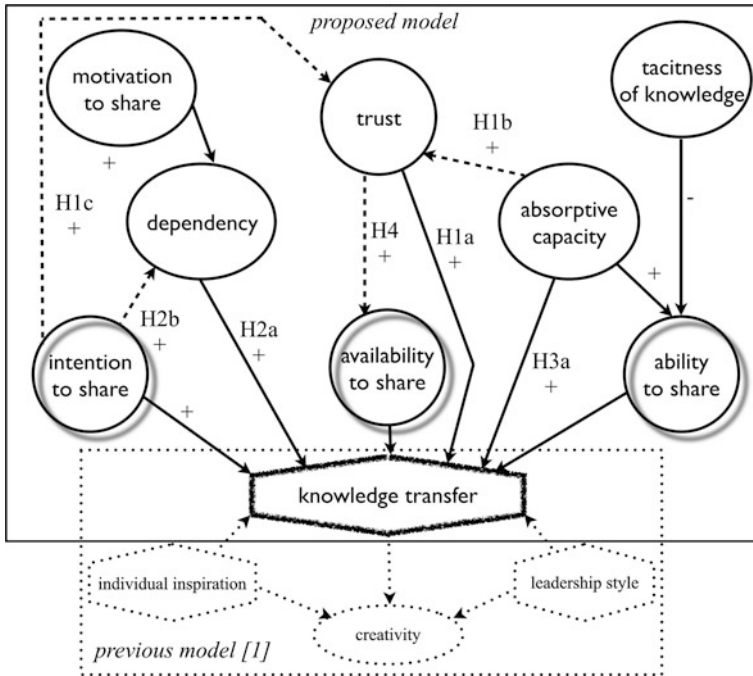 proposed model
motivation
to share
trust
tacitness
of knowledge
+
H1b
+
H1c
+
dependency
H4
+
H1a
+
absorptive
capacity
-
+
H2b
+
H2a
+
intention
to share
availability
to share
H3a
+
ability
to share
+
knowledge transfer
individual inspiration
leadership style
creativity
previous model [1]